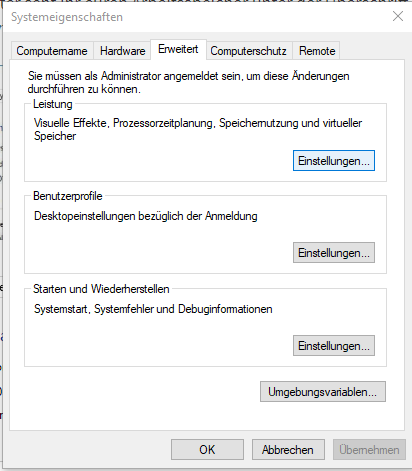 Systemeigenschaften
Computername Hardware Erweitert Computerschutz Remote
Sie müssen als Administrator angemeldet sein, um diese Änderungen
durchführen zu können.
Leistung
Visuelle Effekte, Prozessorzeitplanung, Speichernutzung und virtueller
Speicher
Einstellungen...
Benutzerprofile
Desktopeinstellungen bezüglich der Anmeldung
Einstellungen...
Starten und Wiederherstellen
Systemstart, Systemfehler und Debuginformationen
Einstellungen...
Umgebungsvariablen...
OK Abbrechen Übernehmen